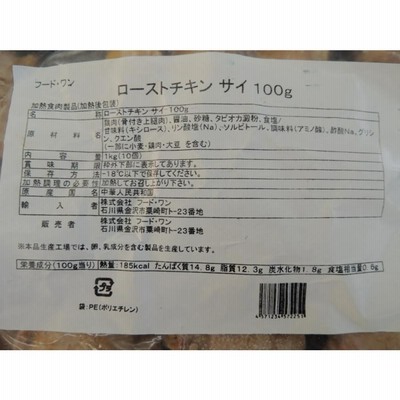 フード・ワン
ローストチキン サイ 100g
加熱食肉製品(加熱後包装)
名称 ローストチキン サイ 100g
鶏肉(骨付き上腿肉)、醤油、砂糖、タピオカ澱粉、食塩/
原材料名 甘味料(キシロース)、リン酸塩(Na)、ソルビトール、調味料(アミノ酸)、酢酸Na、グリシ
ン、クエン酸
(一部に小麦・鶏肉・大豆 を含む)
内容量 1kg(10個)
賞味期限 枠外下部に表示してあります。
保存方法 -18℃以下で保存してください。
加熱調理の必要性 加熱してお召し上がり下さい。
原産国名 中華人民共和国
輸入者 株式会社 フード・ワン
石川県金沢市粟崎町ト-23番地
販売者 株式会社 フード・ワン
石川県金沢市粟崎町ト-23番地
※本品生産工場では、卵、乳成分を含む製品を生産しています。
栄養成分(100g当り) 熱量:185kcal たんぱく質14.8g 脂質12.3g 炭水化物1.8g 食塩相当量0.8g
プラ
袋:PE(ポリエチレン)